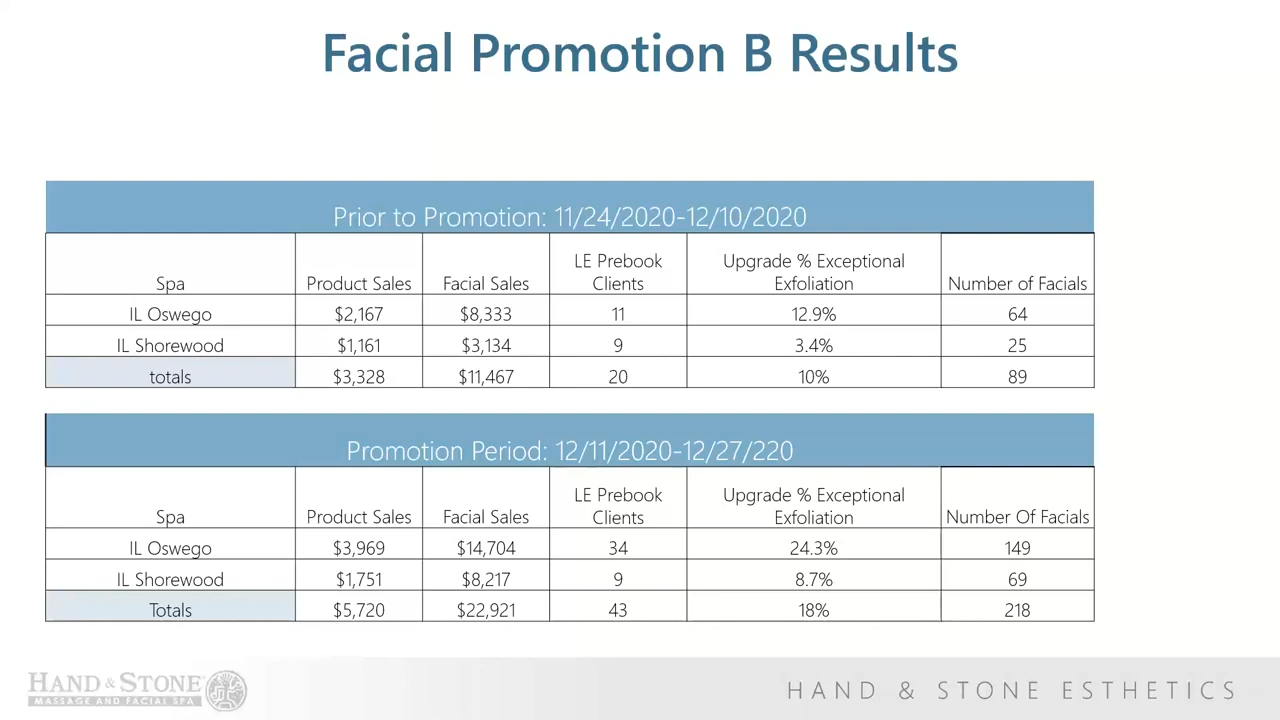 Facial Promotion B Results
Prior to Promotion: 11/24/2020-12/10/2020
Spa Product Sales Facial Sales LE Prebook Clients Upgrade % Exceptional Exfoliation Number of Facials
IL Oswego $2,167 $8,333 11 12.9% 64
IL Shorewood $1,161 $3,134 9 3.4% 25
totals $3,328 $11,467 20 10% 89
Promotion Period: 12/11/2020-12/27/220
Spa Product Sales Facial Sales LE Prebook Clients Upgrade % Exceptional Exfoliation Number Of Facials
IL Oswego $3,969 $14,704 34 24.3% 149
IL Shorewood $1,751 $8,217 9 8.7% 69
Totals $5,720 $22,921 43 18% 218
HAND & STONE
MASSAGE AND FACIAL SPA
HAND & STONE ESTHETICS